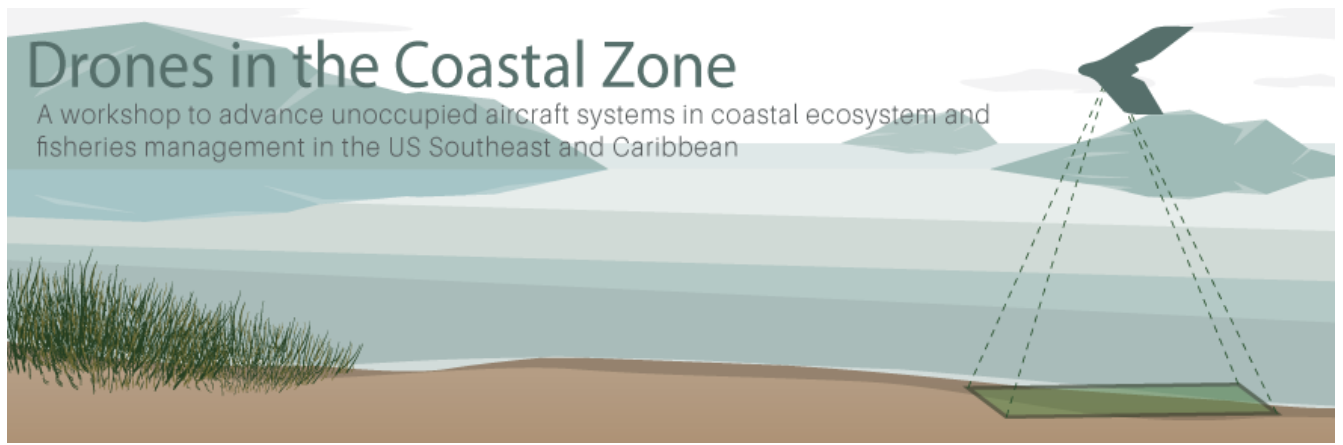 Drones in the Coastal Zone
A workshop to advance unoccupied aircraft systems in coastal ecosystem and
fisheries management in the US Southeast and Caribbean